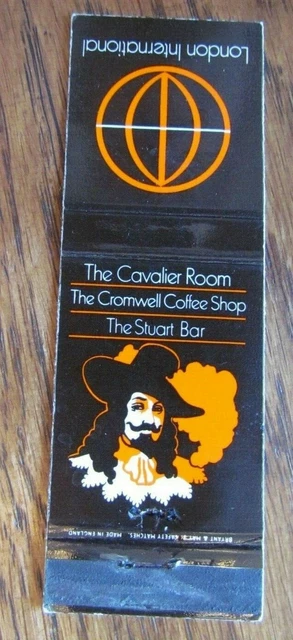 London International
The Cavalier Room
The Cromwell Coffee Shop
The Stuart Bar
BRYANT & MAY SAFETY MATCHES MADE IN ENGLAND